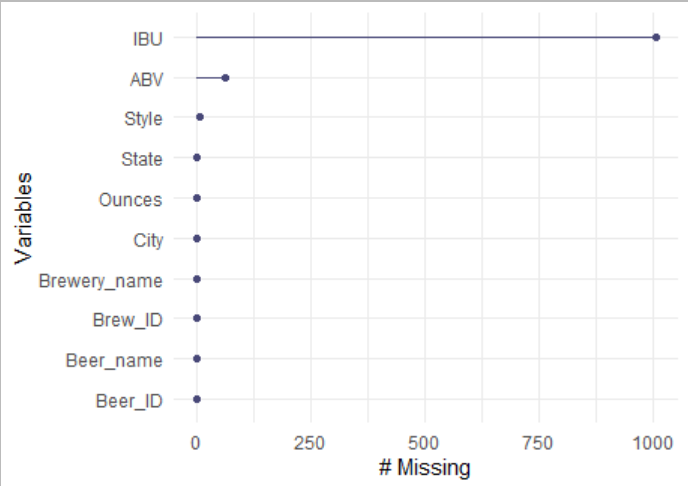 IBU
ABV
Style
State
Ounces
City
Brewery_name
Brew_ID
Beer_name
Beer_ID
Variables
0 250 500 750 1000
# Missing